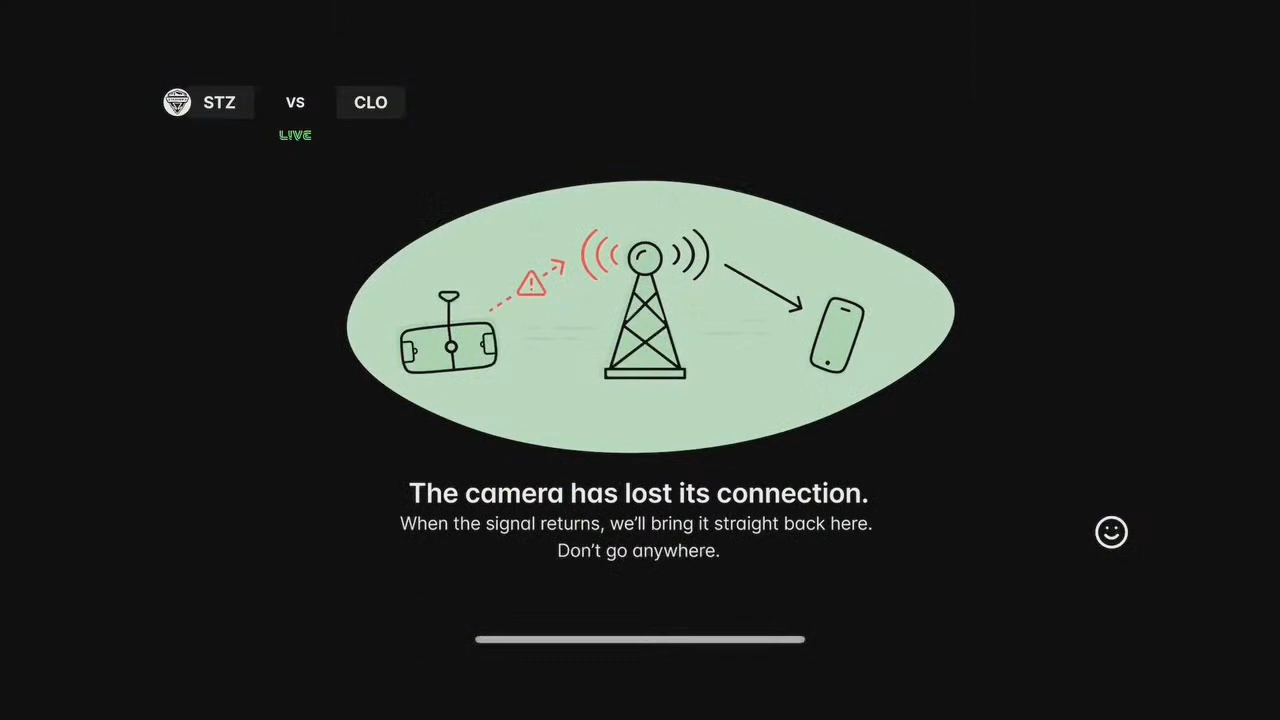 STZ VS CLO
LIVE
The camera has lost its connection.
When the signal returns, we’ll bring it straight back here.
Don’t go anywhere.